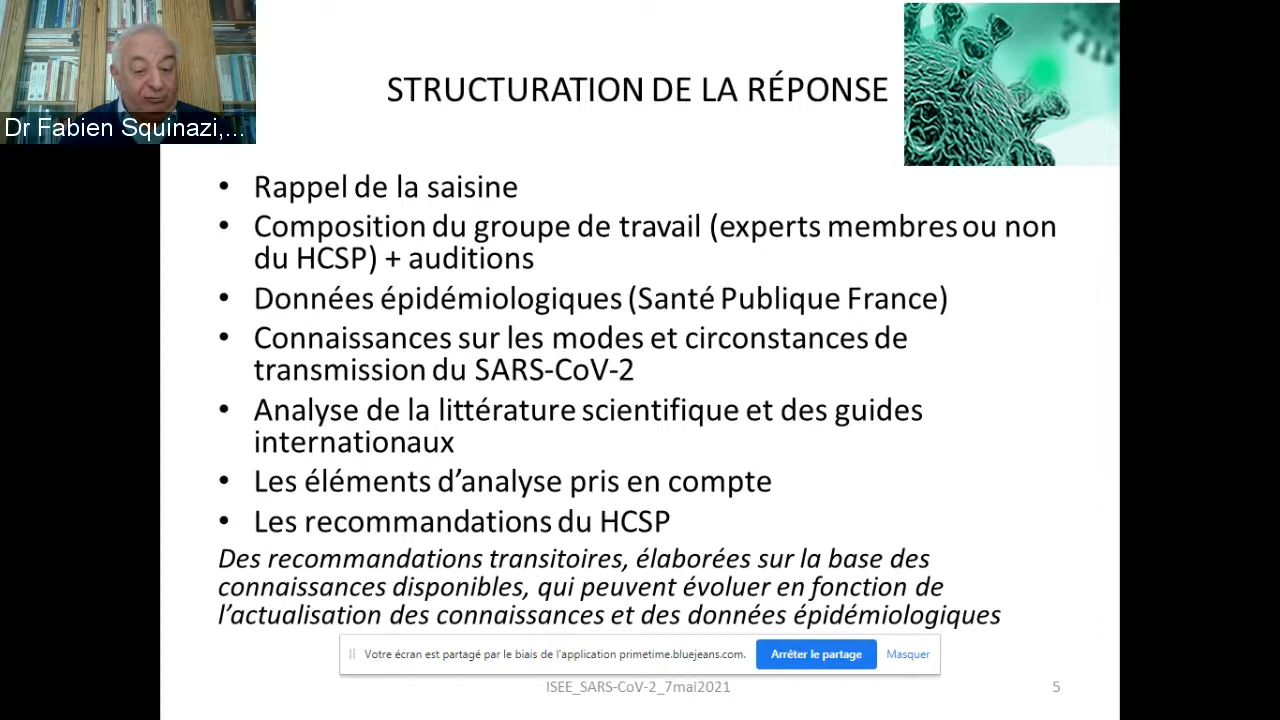 Dr Fabien Squinazi,...
STRUCTURATION DE LA RÉPONSE
• Rappel de la saisine
• Composition du groupe de travail (experts membres ou non
du HCSP) + auditions
• Données épidémiologiques (Santé Publique France)
• Connaissances sur les modes et circonstances de
transmission du SARS-CoV-2
• Analyse de la littérature scientifique et des guides
internationaux
• Les éléments d’analyse pris en compte
• Les recommandations du HCSP
Des recommandations transitoires, élaborées sur la base des
connaissances disponibles, qui peuvent évoluer en fonction de
l’actualisation des connaissances et des données épidémiologiques
Votre écran est partagé par le biais de l'application primetime.bluejeans.com. Arrêter le partage Masquer
ISEE_SARS-CoV-2_7mai2021 5